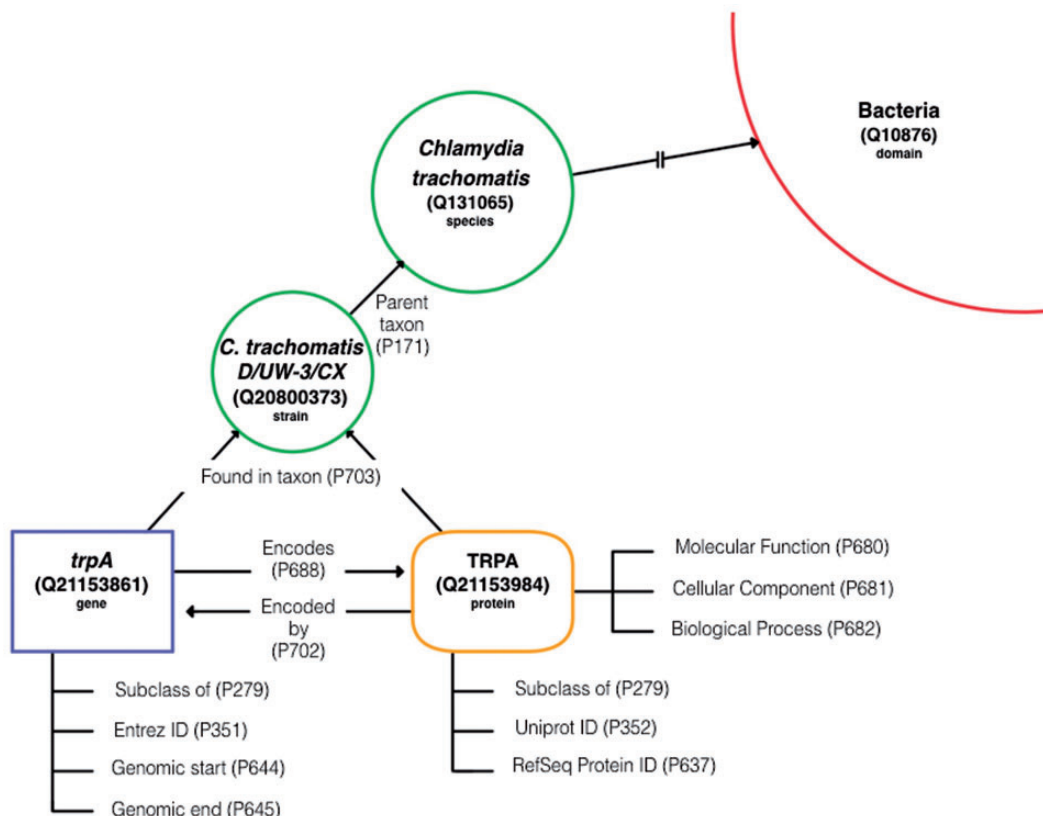 Bacteria
(Q10876)
domain
Chlamydia
trachomatis
(Q131065)
species
Parent
taxon
(P171)
C. trachomatis
D/UW-3/CX
(Q20800373)
strain
Found in taxon (P703)
trpA
(Q21153861)
gene
Encodes
(P688)
Encoded
by
(P702)
TRPA
(Q21153984)
protein
Molecular Function (P680)
Cellular Component (P681)
Biological Process (P682)
Subclass of (P279)
Entrez ID (P351)
Genomic start (P644)
Genomic end (P645)
Subclass of (P279)
Uniprot ID (P352)
RefSeq Protein ID (P637)